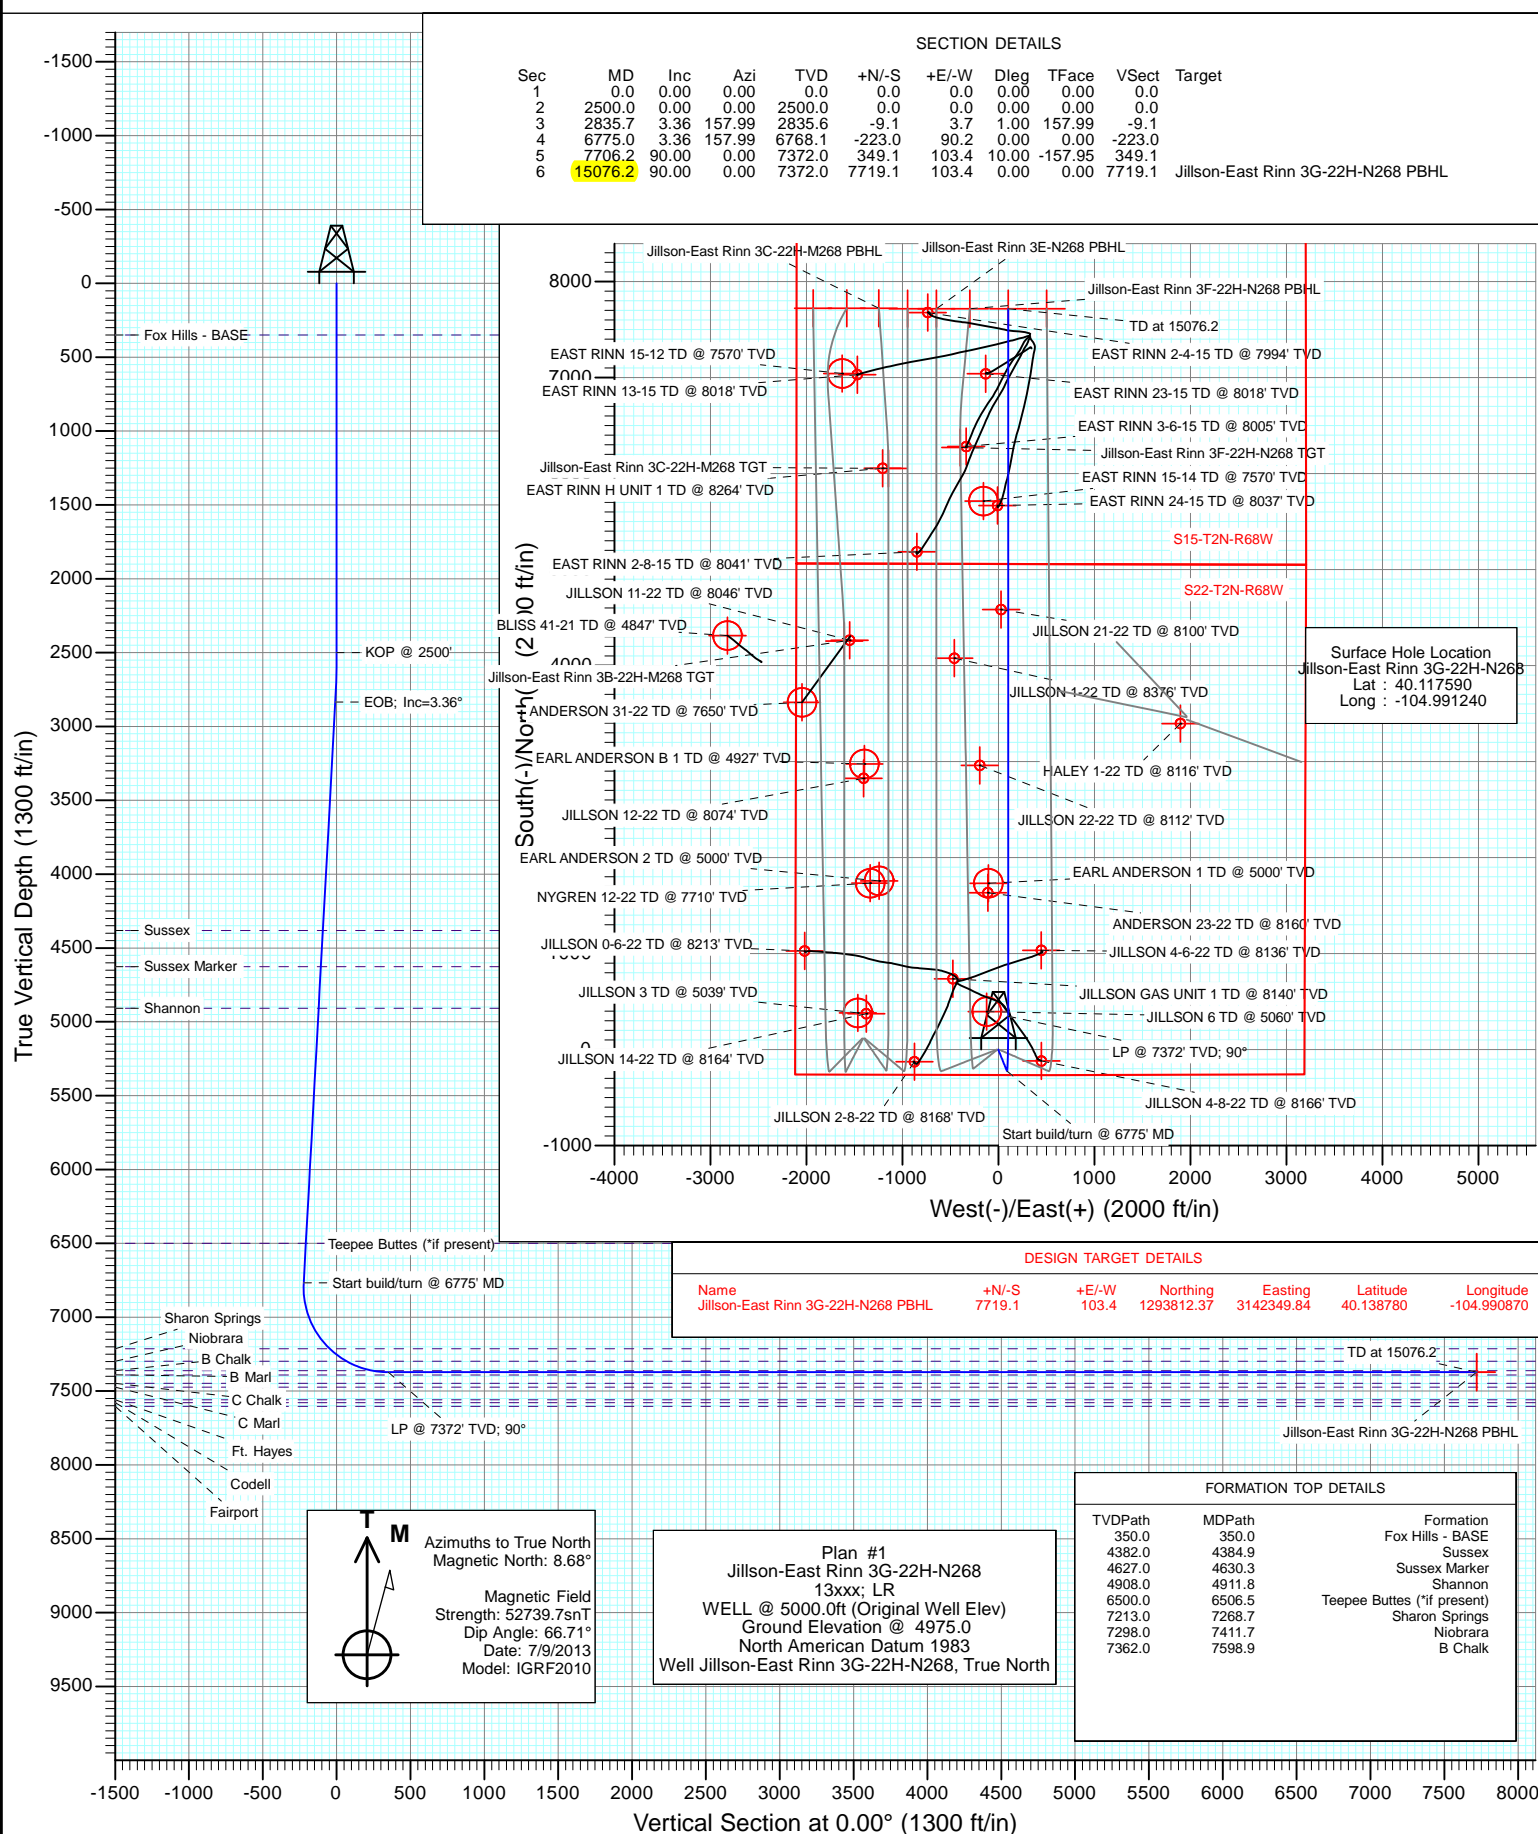 SECTION DETAILS
Sec MD Inc Azi TVD +N/-S +E/-W Dleg TFace VSect Target
1 0.0 0.00 0.00 0.0 0.0 0.0 0.00 0.00 0.0
2 2500.0 0.00 0.00 2500.0 0.0 0.0 0.00 0.00 0.0
3 2835.7 3.36 157.99 2835.6 -9.1 3.7 1.00 157.99 -9.1
4 6775.0 3.36 157.99 6768.1 -223.0 90.2 0.00 0.00 -223.0
5 7706.2 90.00 0.00 7372.0 349.1 103.4 10.00 -157.95 349.1
6 15076.2 90.00 0.00 7372.0 7719.1 103.4 0.00 0.00 7719.1 Jillson-East Rinn 3G-22H-N268 PBHL
True Vertical Depth (1300 ft/in)
-1500
-1000
-500
0
500
1000
1500
2000
2500
3000
3500
4000
4500
5000
5500
6000
6500
7000
7500
8000
8500
9000
9500
Fox Hills - BASE
KOP @ 2500'
EOB; Inc=3.36°
Sussex
Sussex Marker
Shannon
Teepee Buttes (*if present)
Start build/turn @ 6775' MD
Sharon Springs
Niobrara
B Chalk
B Marl
C Chalk
C Marl
Ft. Hayes
Codell
Fairport
LP @ 7372' TVD; 90°
TD at 15076.2
Jillson-East Rinn 3G-22H-N268 PBHL
-1500 -1000 -500 0 500 1000 1500 2000 2500 3000 3500 4000 4500 5000 5500 6000 6500 7000 7500 8000
Vertical Section at 0.00° (1300 ft/in)
8000
7000
-1000
Jillson-East Rinn 3C-22H-M268 PBHL
Jillson-East Rinn 3E-N268 PBHL
Jillson-East Rinn 3F-22H-N268 PBHL
TD at 15076.2
EAST RINN 15-12 TD @ 7570' TVD
EAST RINN 2-4-15 TD @ 7994' TVD
EAST RINN 13-15 TD @ 8018' TVD
EAST RINN 23-15 TD @ 8018' TVD
EAST RINN 3-6-15 TD @ 8005' TVD
Jillson-East Rinn 3F-22H-N268 TGT
Jillson-East Rinn 3C-22H-M268 TGT
EAST RINN 15-14 TD @ 7570' TVD
EAST RINN H UNIT 1 TD @ 8264' TVD
EAST RINN 24-15 TD @ 8037' TVD
S15-T2N-R68W
EAST RINN 2-8-15 TD @ 8041' TVD
S22-T2N-R68W
JILLSON 11-22 TD @ 8046' TVD
BLISS 41-21 TD @ 4847' TVD
JILLSON 21-22 TD @ 8100' TVD
Jillson-East Rinn 3B-22H-M268 TGT
JILLSON 1-22 TD @ 8376' TVD
ANDERSON 31-22 TD @ 7650' TVD
EARL ANDERSON B 1 TD @ 4927' TVD
HALEY 1-22 TD @ 8116' TVD
JILLSON 12-22 TD @ 8074' TVD
JILLSON 22-22 TD @ 8112' TVD
EARL ANDERSON 2 TD @ 5000' TVD
EARL ANDERSON 1 TD @ 5000' TVD
NYGREN 12-22 TD @ 7710' TVD
ANDERSON 23-22 TD @ 8160' TVD
JILLSON 0-6-22 TD @ 8213' TVD
JILLSON 4-6-22 TD @ 8136' TVD
JILLSON 3 TD @ 5039' TVD
JILLSON GAS UNIT 1 TD @ 8140' TVD
JILLSON 6 TD @ 5060' TVD
JILLSON 14-22 TD @ 8164' TVD
LP @ 7372' TVD; 90°
JILLSON 4-8-22 TD @ 8166' TVD
JILLSON 2-8-22 TD @ 8168' TVD
Start build/turn @ 6775' MD
-4000 -3000 -2000 -1000 0 1000 2000 3000 4000 5000
West(-)/East(+) (2000 ft/in)
Surface Hole Location
Jillson-East Rinn 3G-22H-N268
Lat : 40.117590
Long : -104.991240
DESIGN TARGET DETAILS
Name +N/-S +E/-W Northing Easting Latitude Longitude
Jillson-East Rinn 3G-22H-N268 PBHL 7719.1 103.4 1293812.37 3142349.84 40.138780 -104.990870
T
M
Azimuths to True North
Magnetic North: 8.68°
Magnetic Field
Strength: 52739.7snT
Dip Angle: 66.71°
Date: 7/9/2013
Model: IGRF2010
Plan #1
Jillson-East Rinn 3G-22H-N268
13xxx; LR
WELL @ 5000.0ft (Original Well Elev)
Ground Elevation @ 4975.0
North American Datum 1983
Well Jillson-East Rinn 3G-22H-N268, True North
FORMATION TOP DETAILS
TVDPath MDPath Formation
350.0 350.0 Fox Hills - BASE
4382.0 4384.9 Sussex
4627.0 4630.3 Sussex Marker
4908.0 4911.8 Shannon
6500.0 6506.5 Teepee Buttes (*if present)
7213.0 7268.7 Sharon Springs
7298.0 7411.7 Niobrara
7362.0 7598.9 B Chalk